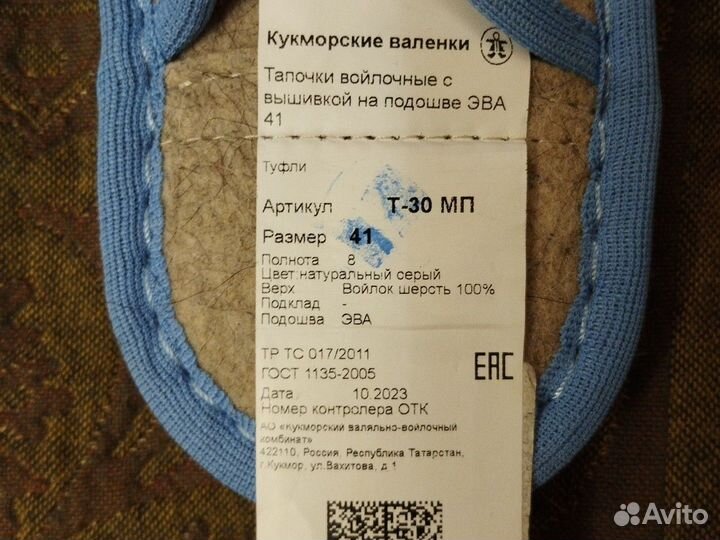 Кукморские валенки
Тапочки войлочные с
вышивкой на подошве ЭВА
41
Туфли
Артикул Т-30 МП
Размер 41
Полнота 8
Цвет:натуральный серый
Верх Войлок шерсть 100%
Подклад -
Подошва ЭВА
ТР ТС 017/2011
ГОСТ 1135-2005
ЕАС
Дата 10.2023
Номер контролера ОТК
АО «Кукморский валяльно-войлочный
комбинат»
422110, Россия, Республика Татарстан,
г.Кукмор, ул.Вахитова, д.1
Avito